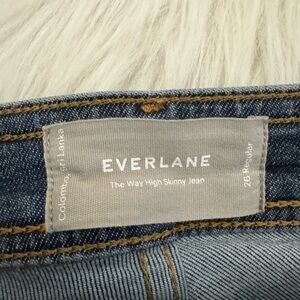 Colombo, Sri Lanka
EVERLANE
The Way High Skinny Jean
26 Regular